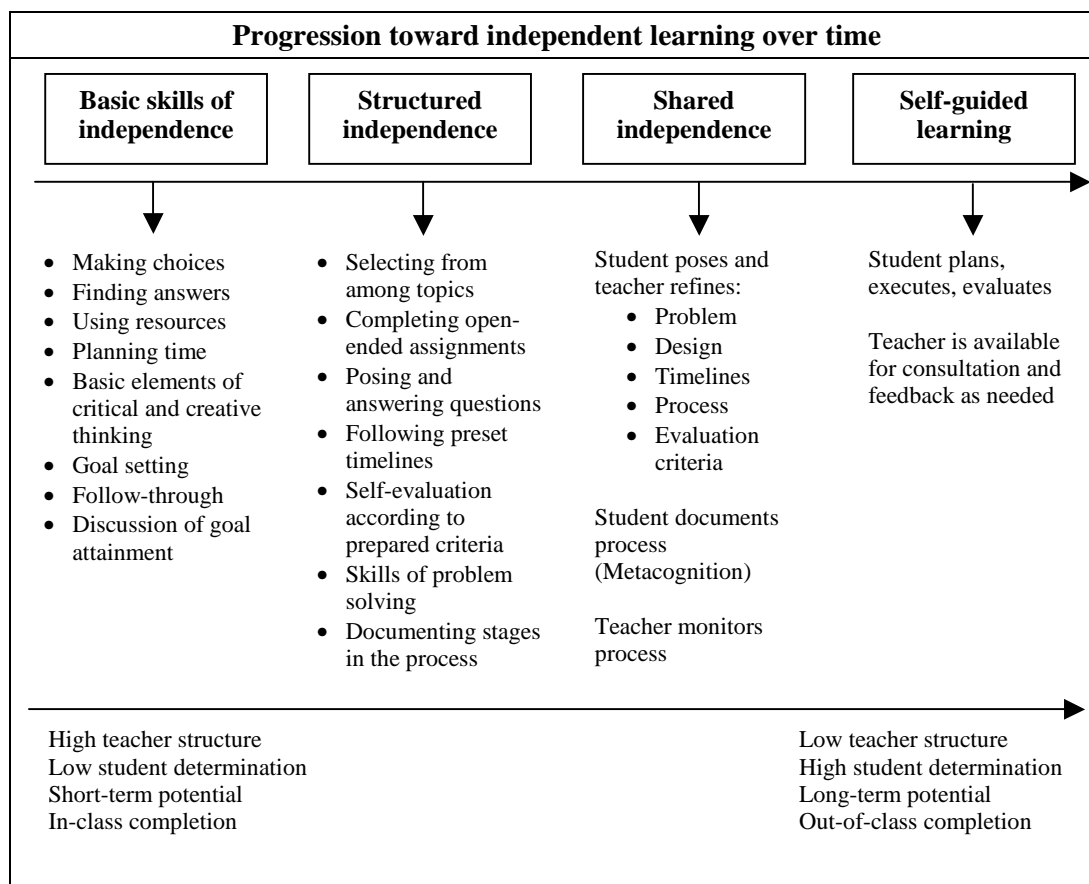 Progression toward independent learning over time
Basic skills of
independence
Structured
independence
Shared
independence
Self-guided
learning
• Making choices
• Finding answers
• Using resources
• Planning time
• Basic elements of
critical and creative
thinking
• Goal setting
• Follow-through
• Discussion of goal
attainment
• Selecting from
among topics
• Completing open-
ended assignments
• Posing and
answering questions
• Following preset
timelines
• Self-evaluation
according to
prepared criteria
• Skills of problem
solving
• Documenting stages
in the process
Student poses and
teacher refines:
• Problem
• Design
• Timelines
• Process
• Evaluation
criteria
Student documents
process
(Metacognition)
Teacher monitors
process
Student plans,
executes, evaluates
Teacher is available
for consultation and
feedback as needed
High teacher structure
Low student determination
Short-term potential
In-class completion
Low teacher structure
High student determination
Long-term potential
Out-of-class completion